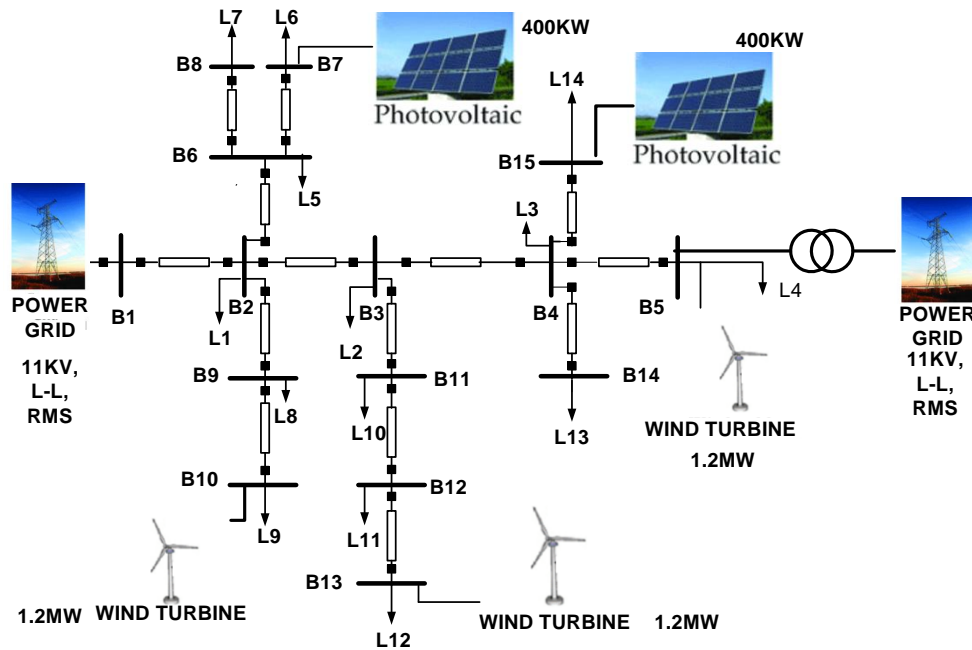 L7
L6
400KW
400KW
B8
B7
L14
Photovoltaic
Photovoltaic
B6
B15
L5
L3
POWER
GRID
11KV,
L-L,
RMS
B1
B2
L1
B3
L2
B4
B5
L4
POWER
GRID
11KV,
L-L,
RMS
B9
L8
B11
L10
B14
L13
WIND TURBINE
1.2MW
B10
L9
B12
L11
B13
L12
1.2MW
WIND TURBINE
WIND TURBINE
1.2MW